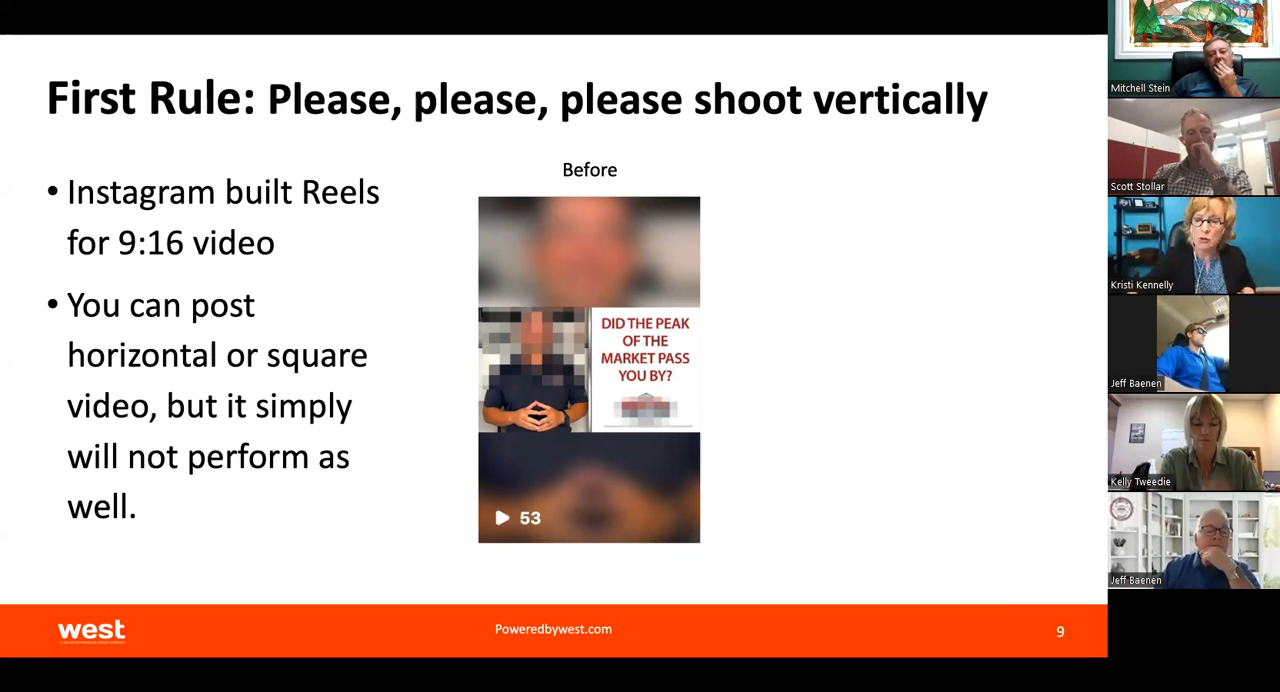 First Rule: Please, please, please shoot vertically
• Instagram built Reels
for 9:16 video
• You can post
horizontal or square
video, but it simply
will not perform as
well.
Before
DID THE PEAK
OF THE
MARKET PASS
YOU BY?
53
west
Poweredbywest.com
9
Mitchell Stein
Scott Stollar
Kristi Kennelly
Jeff Baenen
Kelly Tweedie
Jeff Baenen